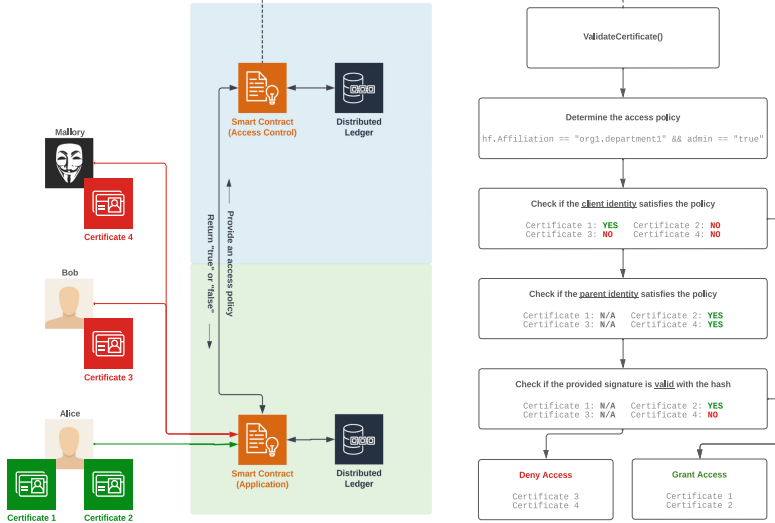 Mallory
Certificate 4
Bob
Certificate 3
Alice
Certificate 1
Certificate 2
Smart Contract
(Access Control)
Distributed
Ledger
Return "true" or "false"
Provide an access policy
Smart Contract
(Application)
Distributed
Ledger
ValidateCertificate()
Determine the access policy
hf.Affiliation == "org1.department1" && admin == "true"
Check if the client identity satisfies the policy
Certificate 1: YES Certificate 2: NO
Certificate 3: NO Certificate 4: NO
Check if the parent identity satisfies the policy
Certificate 1: N/A Certificate 2: YES
Certificate 3: N/A Certificate 4: YES
Check if the provided signature is valid with the hash
Certificate 1: N/A Certificate 2: YES
Certificate 3: N/A Certificate 4: NO
Deny Access
Certificate 3
Certificate 4
Grant Access
Certificate 1
Certificate 2